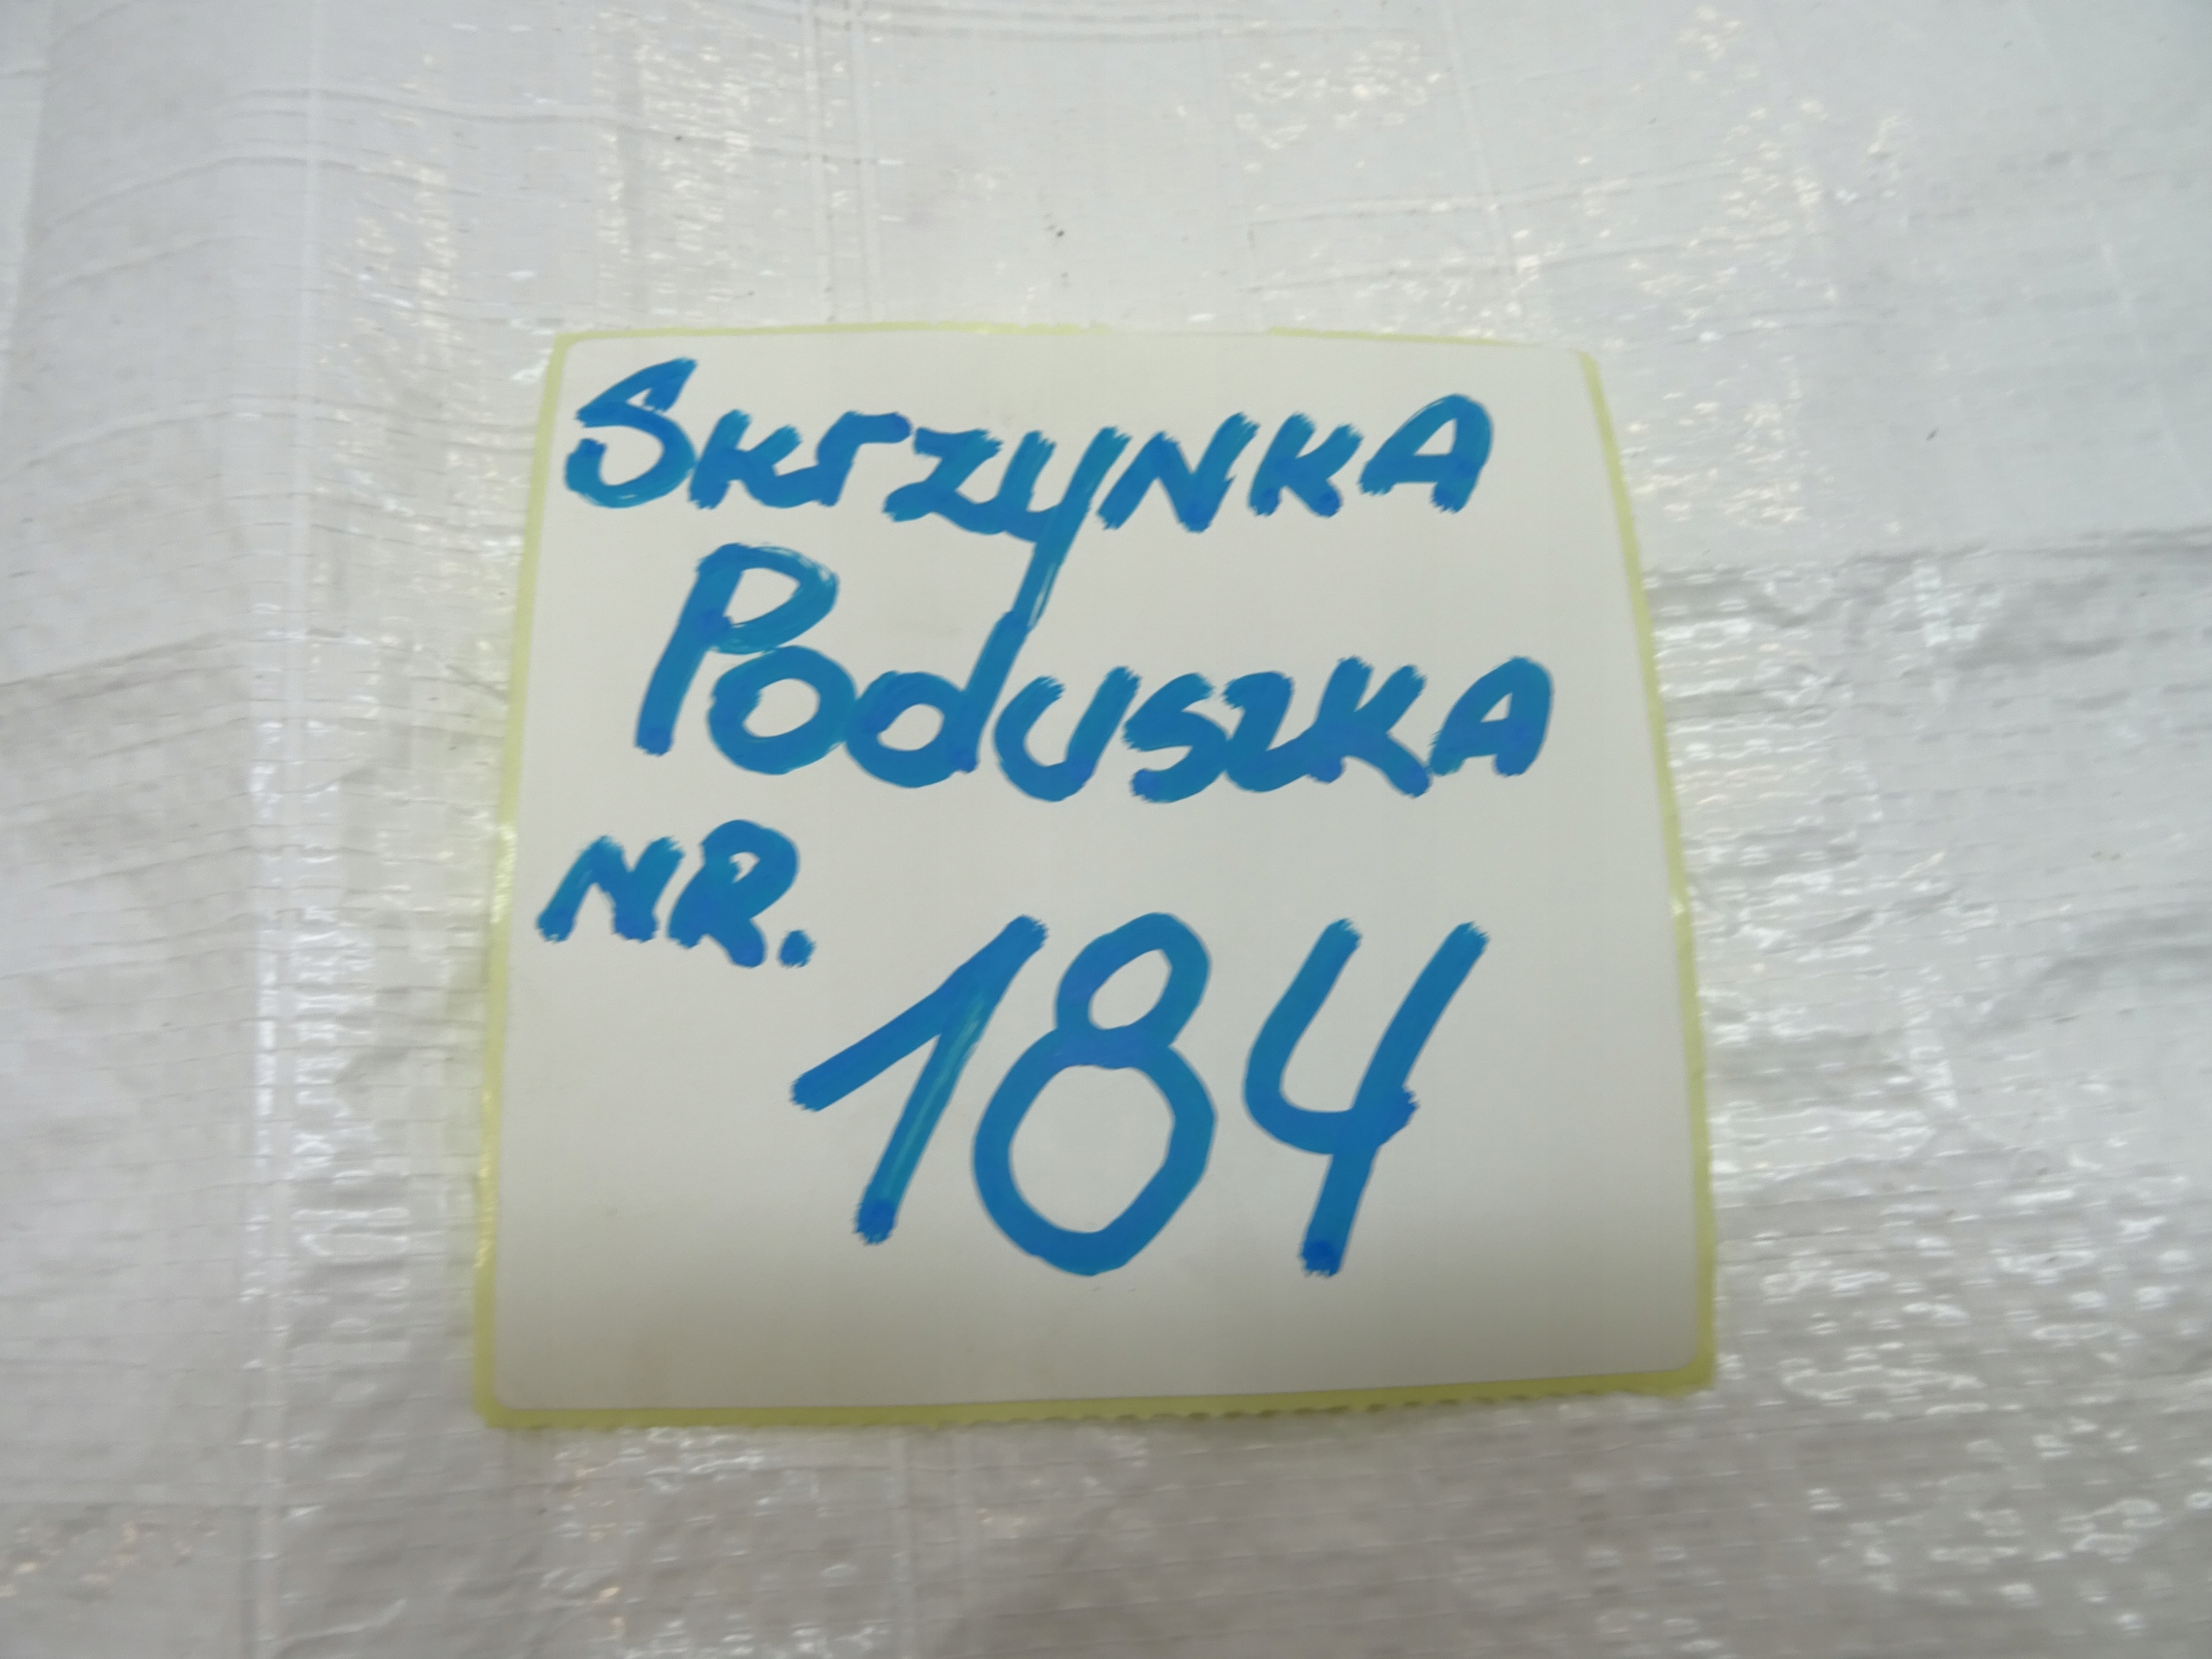 SKrZYNKA
PODUSZKA
NR.
184